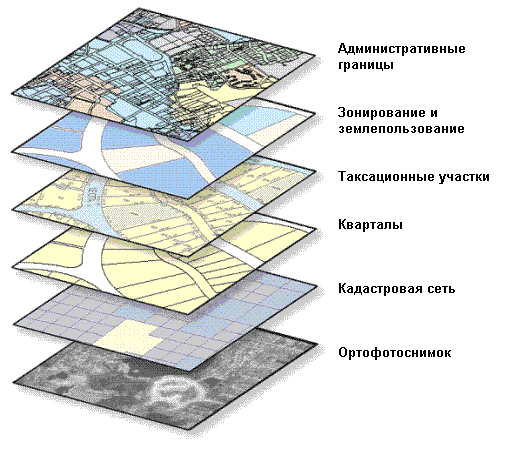 Административные
границы
Зонирование и
землепользование
Таксационные участки
Кварталы
Кадастровая сеть
Ортофотоснимок